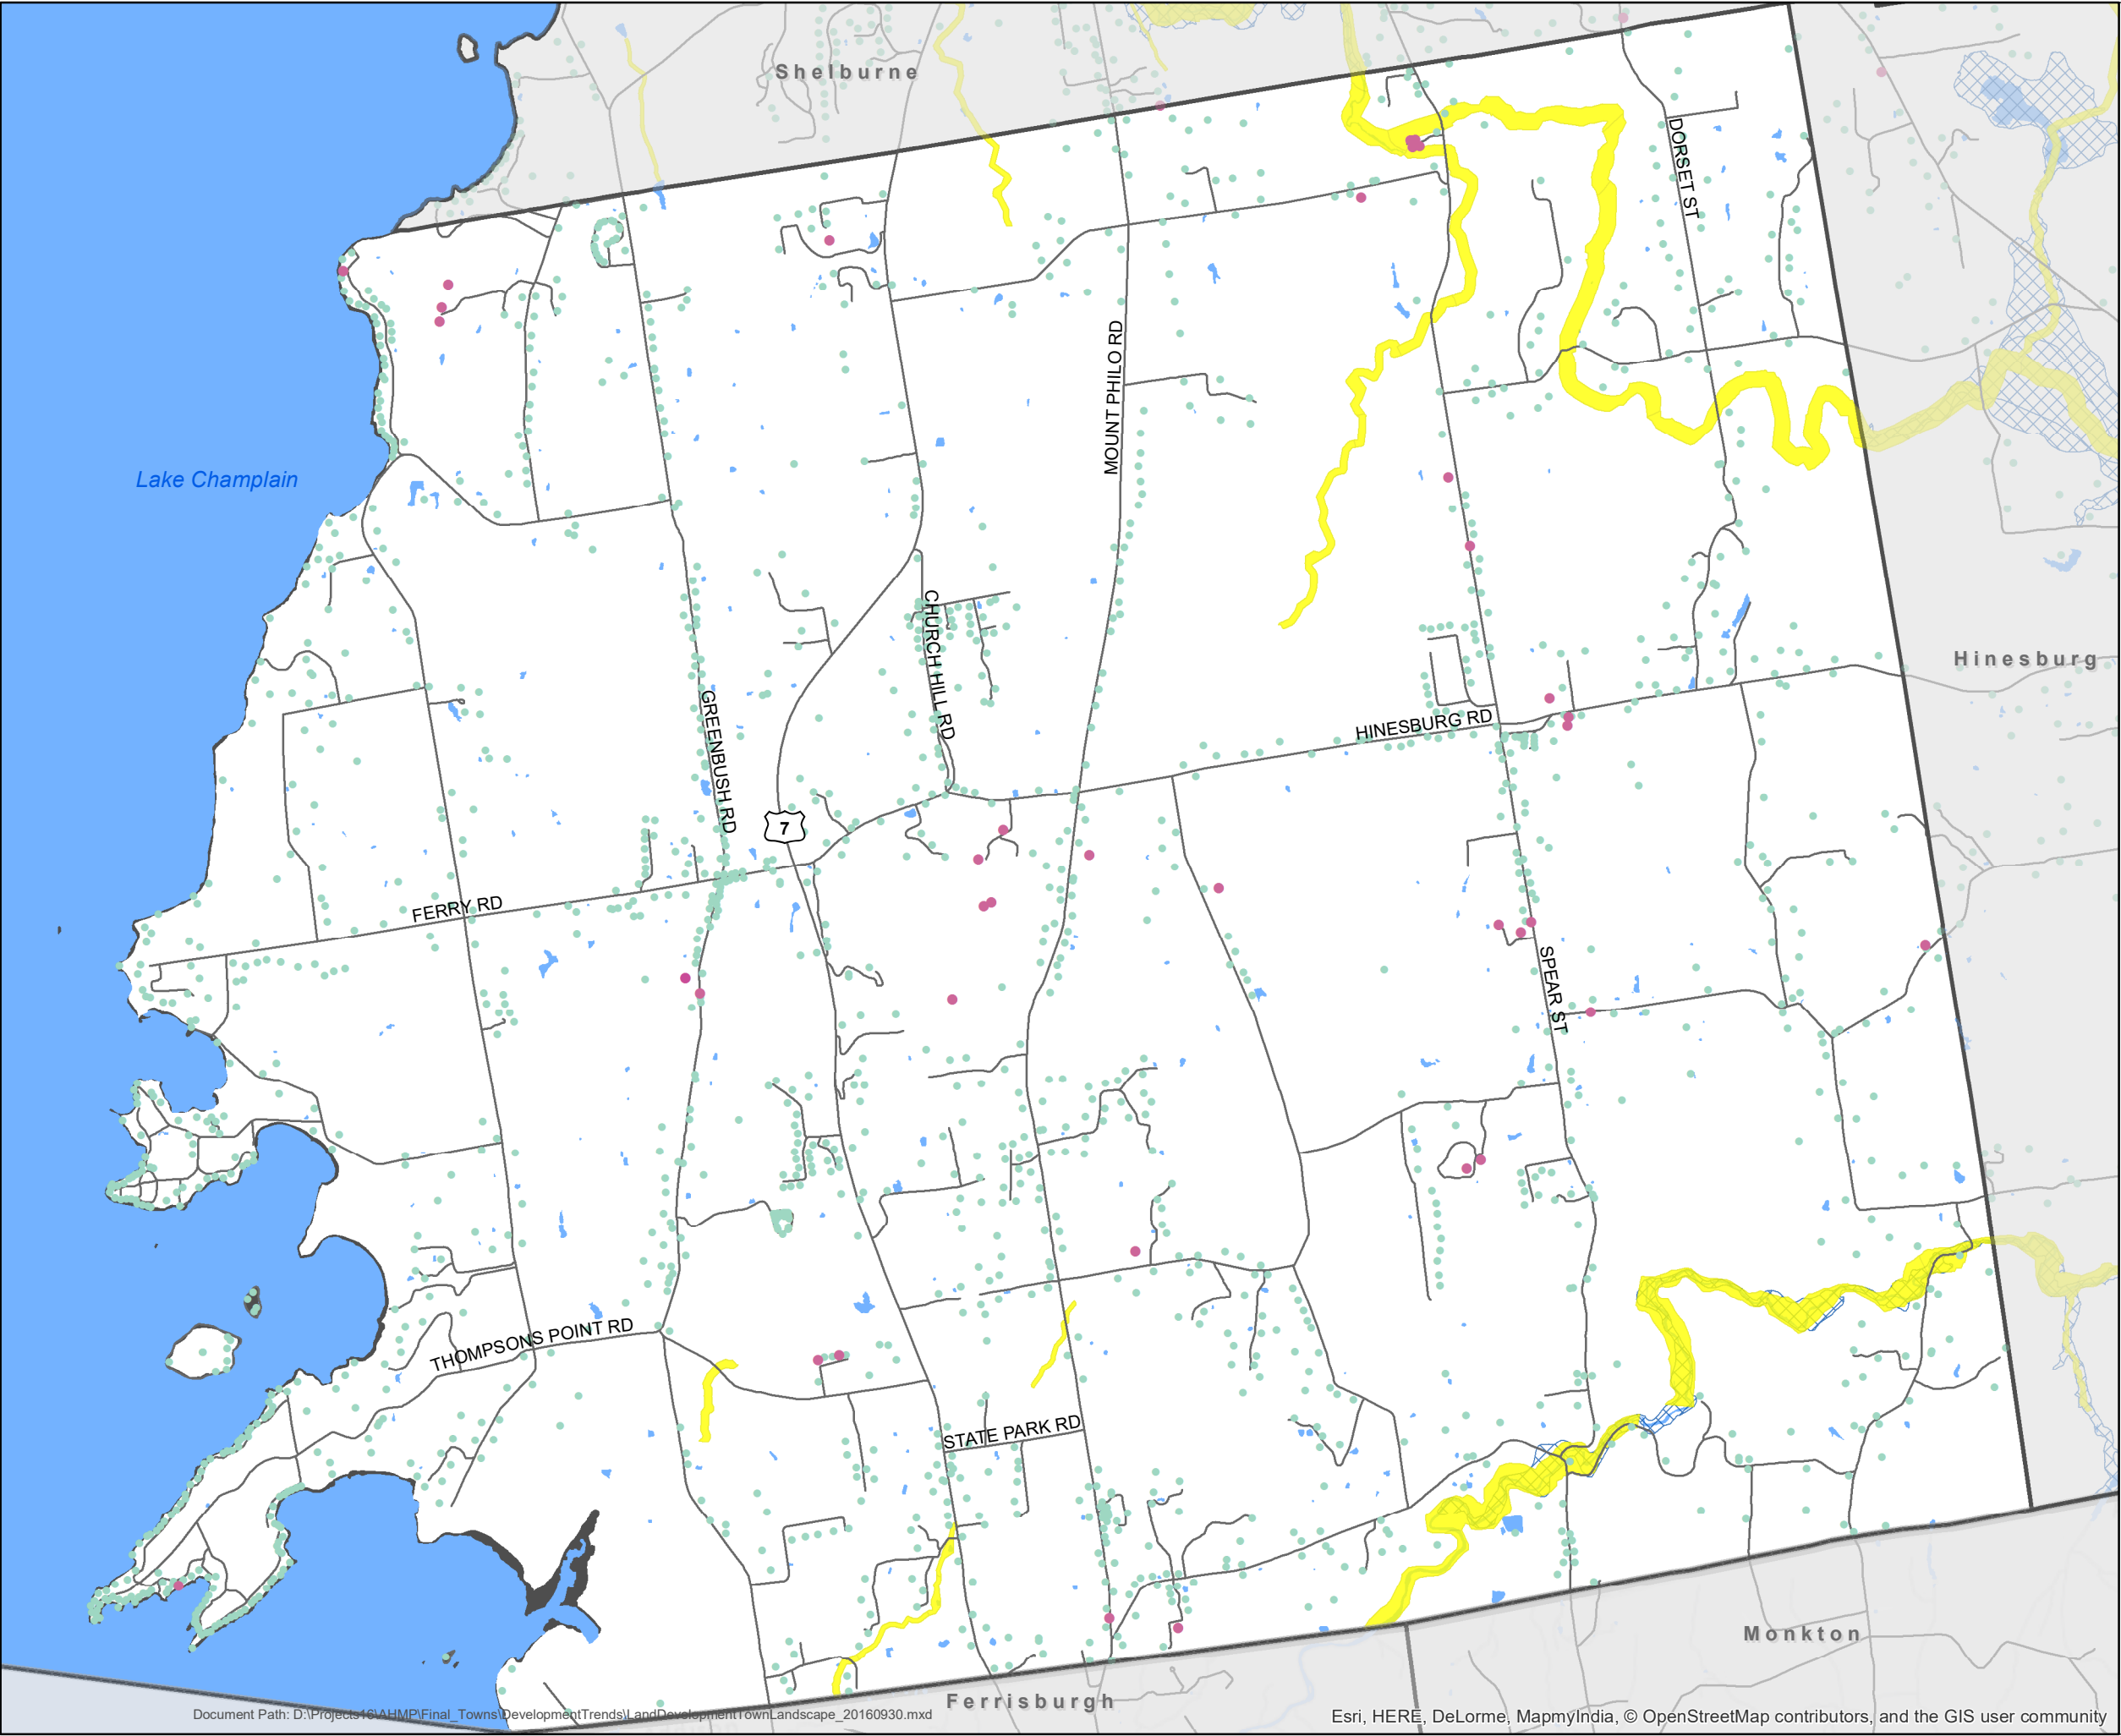 Shelburne
DORSET ST
MOUNT PHILO RD
Lake Champlain
CHURCH HILL RD
Hinesburg
GREENBUSH RD
HINESBURG RD
7
FERRY RD
SPEAR ST
THOMPSONS POINT RD
STATE PARK RD
Monkton
Ferrisburgh
Document Path: D:\Projects16\AHMP\Final_Towns\DevelopmentTrends\LandDevelopmentTownLandscape_20160930.mxd
Esri, HERE, DeLorme, MapmyIndia, © OpenStreetMap contributors, and the GIS user community